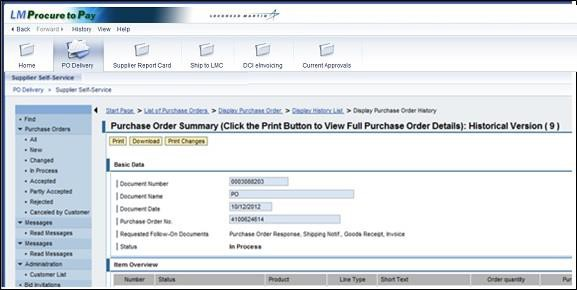 LM Procure to Pay
LOCKHEED MARTIN
Back Forward History View Help
Home PO Delivery Supplier Report Card Ship to LMC DCI eInvoicing Current Approvals
Supplier Self-Service
PO Delivery > Supplier Self-Service
Find
Purchase Orders
All
New
Changed
In Process
Accepted
Partly Accepted
Rejected
Canceled by Customer
Messages
Read Messages
Messages
Read Messages
Administration
Customer List
Bid Invitations
Start Page > List of Purchase Orders > Display Purchase Order > Display History List > Display Purchase Order History
Purchase Order Summary (Click the Print Button to View Full Purchase Order Details): Historical Version ( 9 )
Print Download Print Changes
Basic Data
Document Number 0003088203
Document Name PO
Document Date 10/12/2012
Purchase Order No. 4100624614
Requested Follow-On Documents Purchase Order Response, Shipping Notif., Goods Receipt, Invoice
Status In Process
Item Overview
Number Status Product Line Type Short Text Order quantity Pur